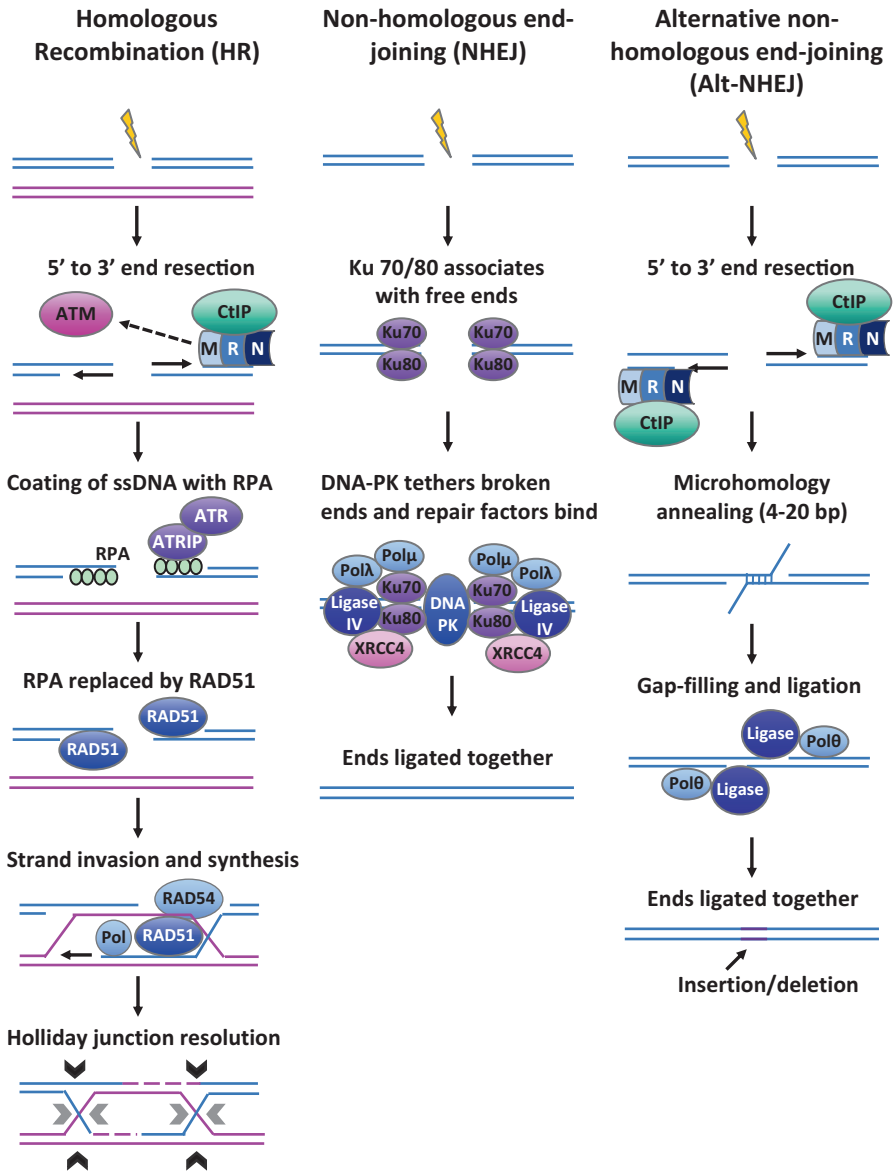 Homologous
Recombination (HR)
5’ to 3’ end resection
ATM
CtIP
M R N
Coating of ssDNA with RPA
ATR
ATRIP
RPA
RPA replaced by RAD51
RAD51
RAD51
Strand invasion and synthesis
RAD54
Pol
RAD51
Holliday junction resolution
Non-homologous end-
joining (NHEJ)
Ku 70/80 associates
with free ends
Ku70 Ku70
Ku80 Ku80
DNA-PK tethers broken
ends and repair factors bind
Polμ Polμ
Polλ Polλ
Ku70 Ku70
Ligase
IV
Ku80
DNA
PK
Ku80
Ligase
IV
XRCC4 XRCC4
Ends ligated together
Alternative non-
homologous end-joining
(Alt-NHEJ)
5’ to 3’ end resection
CtIP
M R N
M R N
CtIP
Microhomology
annealing (4-20 bp)
Gap-filling and ligation
Ligase
Polθ
Polθ
Ligase
Ends ligated together
Insertion/deletion